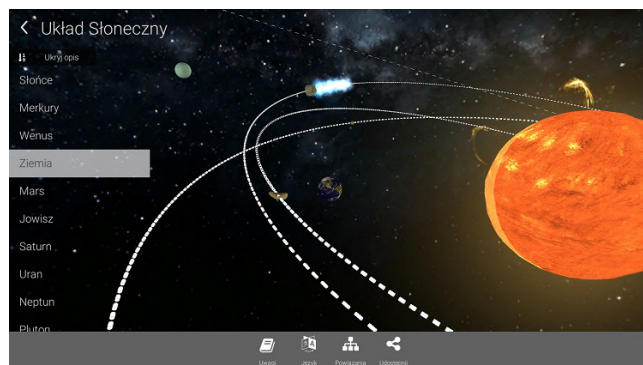 Układ Słoneczny
Ukryj opis
Słońce
Merkury
Wenus
Ziemia
Mars
Jowisz
Saturn
Uran
Neptun
Pluton
Uwagi Język Powiązania Udostępnij